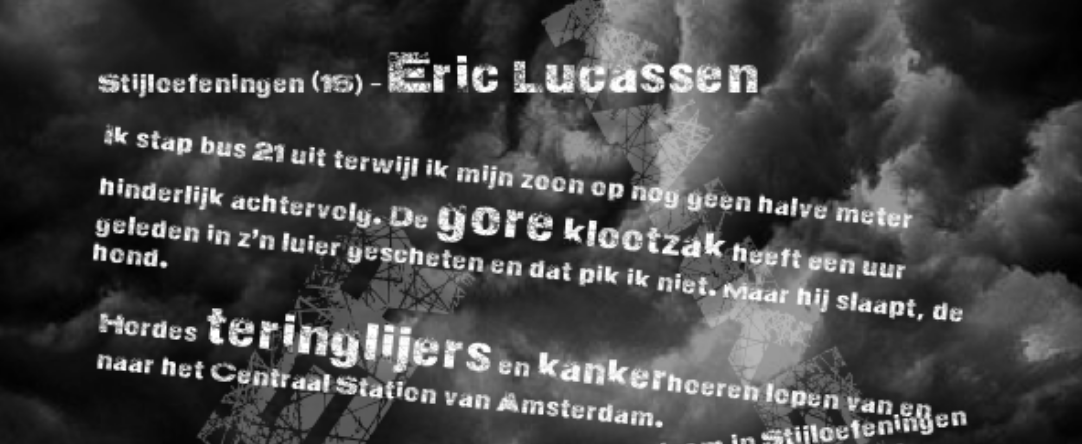 Stijloefeningen (15) - Eric Lucassen
Ik stap bus 21 uit terwijl ik mijn zoon op nog geen halve meter
hinderlijk achtervolg. De gore klootzak heeft een uur
geleden in z'n luier gescheten en dat pik ik niet. Maar hij slaapt, de
hond.
Hordes teringlijers en kankerhoeren lopen van en
naar het Centraal Station van Amsterdam.
in Stijloefeningen